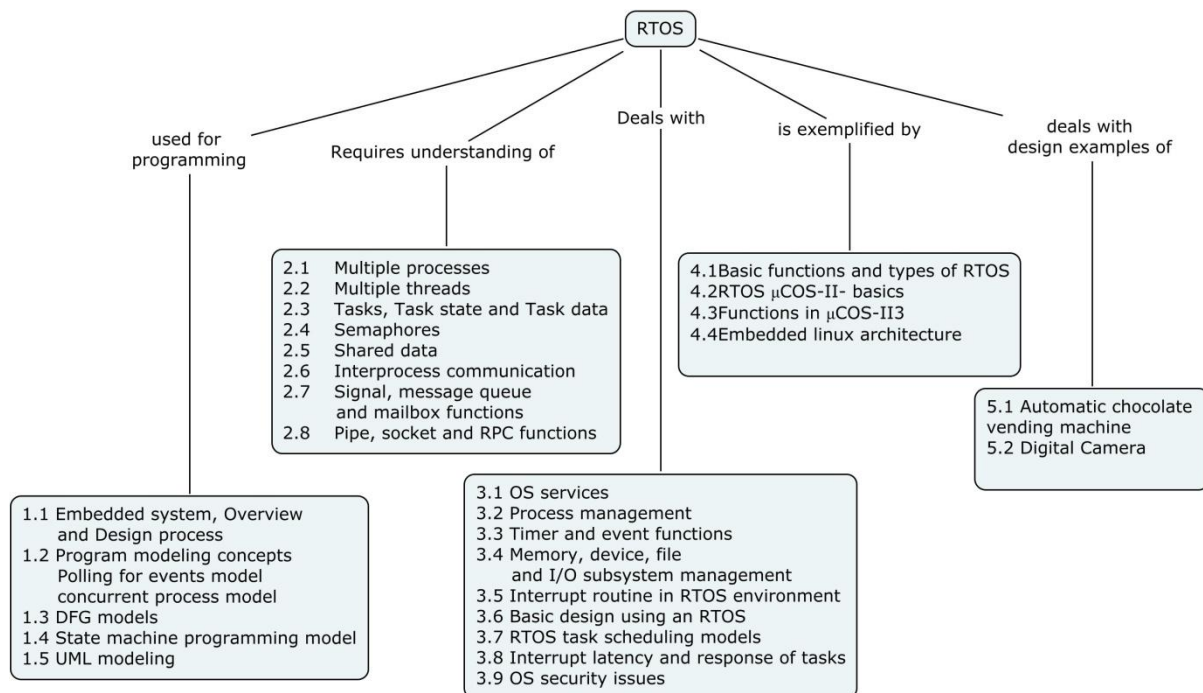 RTOS
used for
programming
Requires understanding of
Deals with
is exemplified by
deals with
design examples of
1.1 Embedded system, Overview
and Design process
1.2 Program modeling concepts
Polling for events model
concurrent process model
1.3 DFG models
1.4 State machine programming model
1.5 UML modeling
2.1 Multiple processes
2.2 Multiple threads
2.3 Tasks, Task state and Task data
2.4 Semaphores
2.5 Shared data
2.6 Interprocess communication
2.7 Signal, message queue
and mailbox functions
2.8 Pipe, socket and RPC functions
3.1 OS services
3.2 Process management
3.3 Timer and event functions
3.4 Memory, device, file
and I/O subsystem management
3.5 Interrupt routine in RTOS environment
3.6 Basic design using an RTOS
3.7 RTOS task scheduling models
3.8 Interrupt latency and response of tasks
3.9 OS security issues
4.1Basic functions and types of RTOS
4.2RTOS μCOS-II- basics
4.3Functions in μCOS-II3
4.4Embedded linux architecture
5.1 Automatic chocolate
vending machine
5.2 Digital Camera